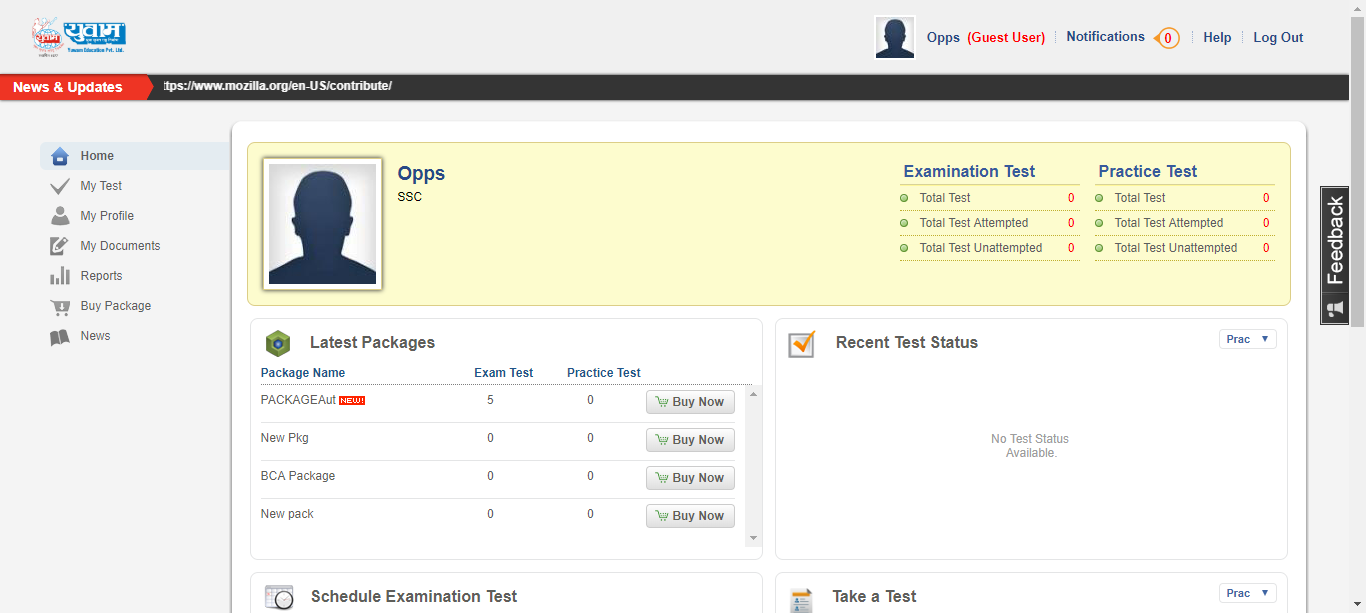 युवाम
Yuwaam Education Pvt. Ltd.
Opps (Guest User) Notifications 0 Help Log Out
News & Updates
tps://www.mozilla.org/en-US/contribute/
Home
My Test
My Profile
My Documents
Reports
Buy Package
News
Opps
SSC
Examination Test
Total Test 0
Total Test Attempted 0
Total Test Unattempted 0
Practice Test
Total Test 0
Total Test Attempted 0
Total Test Unattempted 0
Feedback
Latest Packages
Package Name Exam Test Practice Test
PACKAGEAut NEW! 5 0 Buy Now
New Pkg 0 0 Buy Now
BCA Package 0 0 Buy Now
New pack 0 0 Buy Now
Recent Test Status
Prac
No Test Status
Available.
Schedule Examination Test
Take a Test
Prac